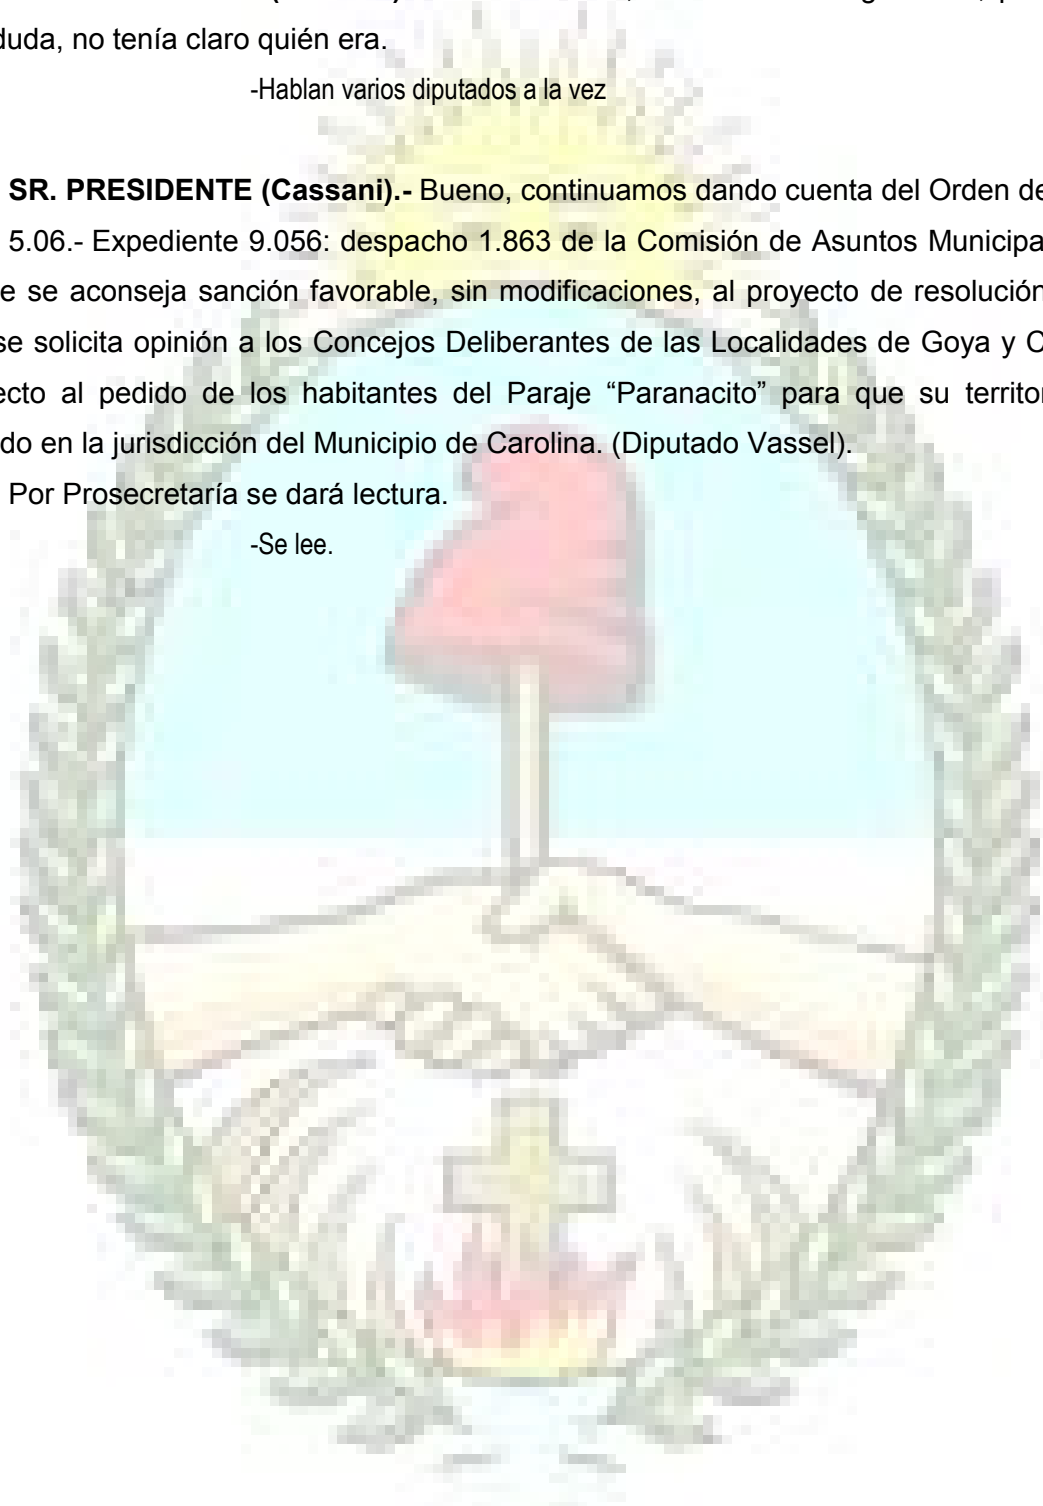 duda, no tenía claro quién era.
-Hablan varios diputados a la vez
SR. PRESIDENTE (Cassani).- Bueno, continuamos dando cuenta del Orden de
5.06.- Expediente 9.056: despacho 1.863 de la Comisión de Asuntos Municipa
e se aconseja sanción favorable, sin modificaciones, al proyecto de resolución
se solicita opinión a los Concejos Deliberantes de las Localidades de Goya y C
ecto al pedido de los habitantes del Paraje “Paranacito” para que su territor
do en la jurisdicción del Municipio de Carolina. (Diputado Vassel).
Por Prosecretaría se dará lectura.
-Se lee.